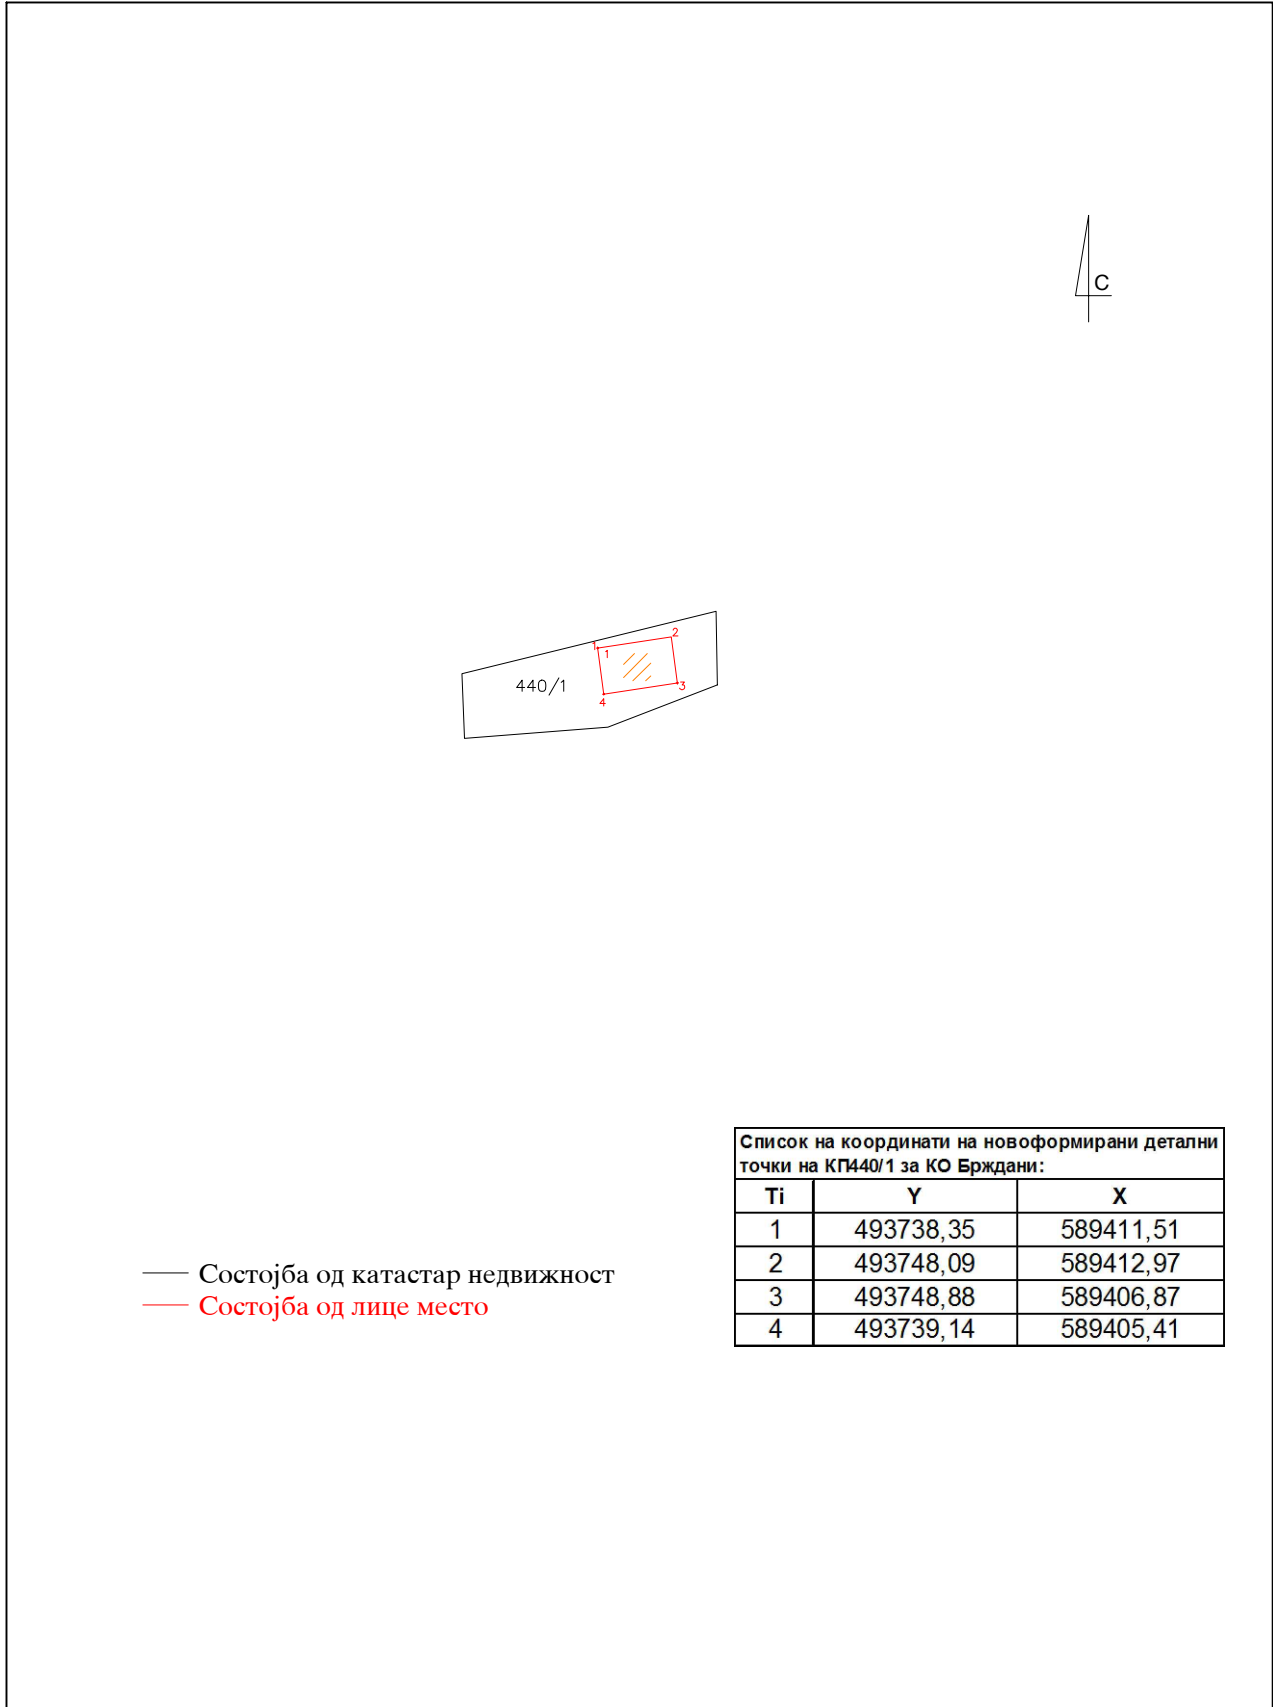 С
1
2
1
440/1
3
4
Список на координати на новоформирани детални
точки на КП440/1 за КО Брждани:
Ti Y X
1 493738,35 589411,51
2 493748,09 589412,97
3 493748,88 589406,87
4 493739,14 589405,41
Состојба од катастар недвижност
Состојба од лице место